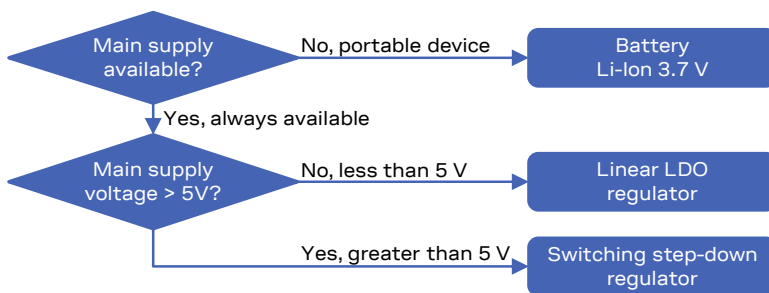 Main supply
available?
No, portable device
Battery
Li-Ion 3.7 V
Yes, always available
Main supply
voltage > 5V?
No, less than 5 V
Linear LDO
regulator
Yes, greater than 5 V
Switching step-down
regulator